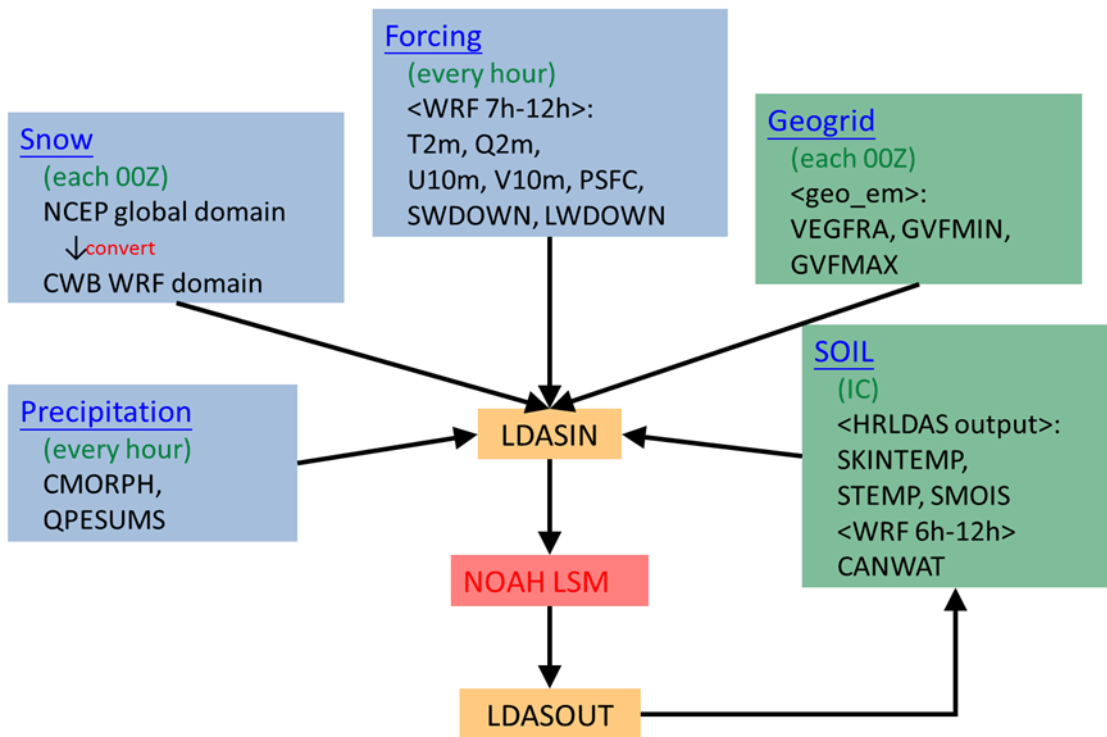 Forcing
(every hour)
<WRF 7h-12h>:
T2m, Q2m,
U10m, V10m, PSFC,
SWDOWN, LWDOWN
Snow
(each 00Z)
NCEP global domain
↓convert
CWB WRF domain
Geogrid
(each 00Z)
<geo_em>:
VEGFRA, GVFMIN,
GVFMAX
Precipitation
(every hour)
CMORPH,
QPESUMS
LDASIN
SOIL
(IC)
<HRLDAS output>:
SKINTEMP,
STEMP, SMOIS
<WRF 6h-12h>
CANWAT
NOAH LSM
LDASOUT